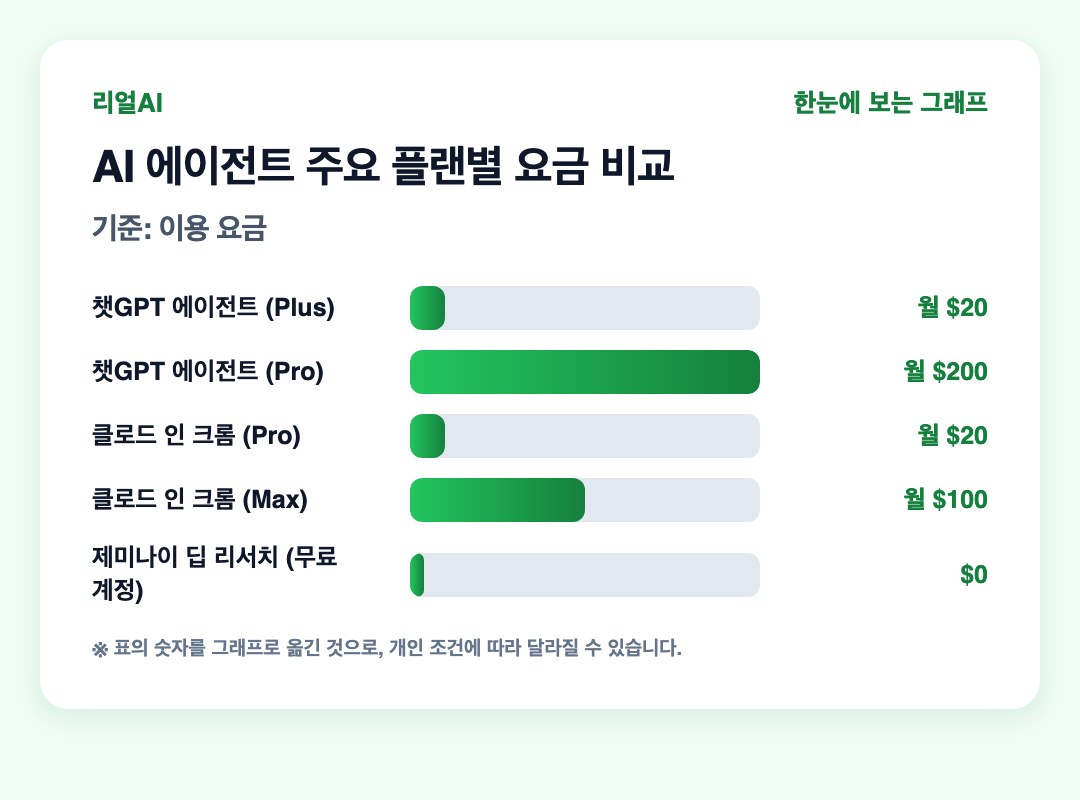 리얼AI
한눈에 보는 그래프
AI 에이전트 주요 플랜별 요금 비교
기준: 이용 요금
챗GPT 에이전트 (Plus)
월 $20
챗GPT 에이전트 (Pro)
월 $200
클로드 인 크롬 (Pro)
월 $20
클로드 인 크롬 (Max)
월 $100
제미나이 딥 리서치 (무료
계정)
$0
※ 표의 숫자를 그래프로 옮긴 것으로, 개인 조건에 따라 달라질 수 있습니다.